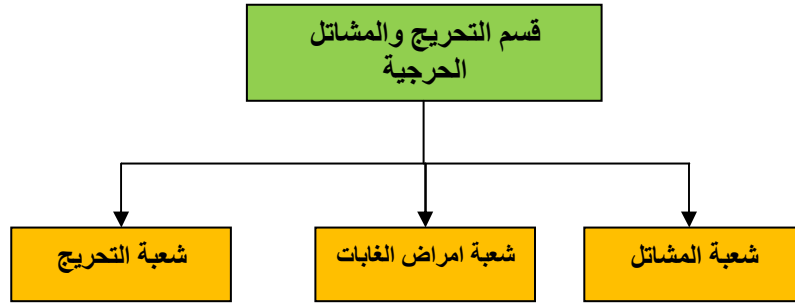 قسم التحريج والمشاتل
الحرجية
شعبة المشاتل
شعبة امراض الغابات
شعبة التحريج